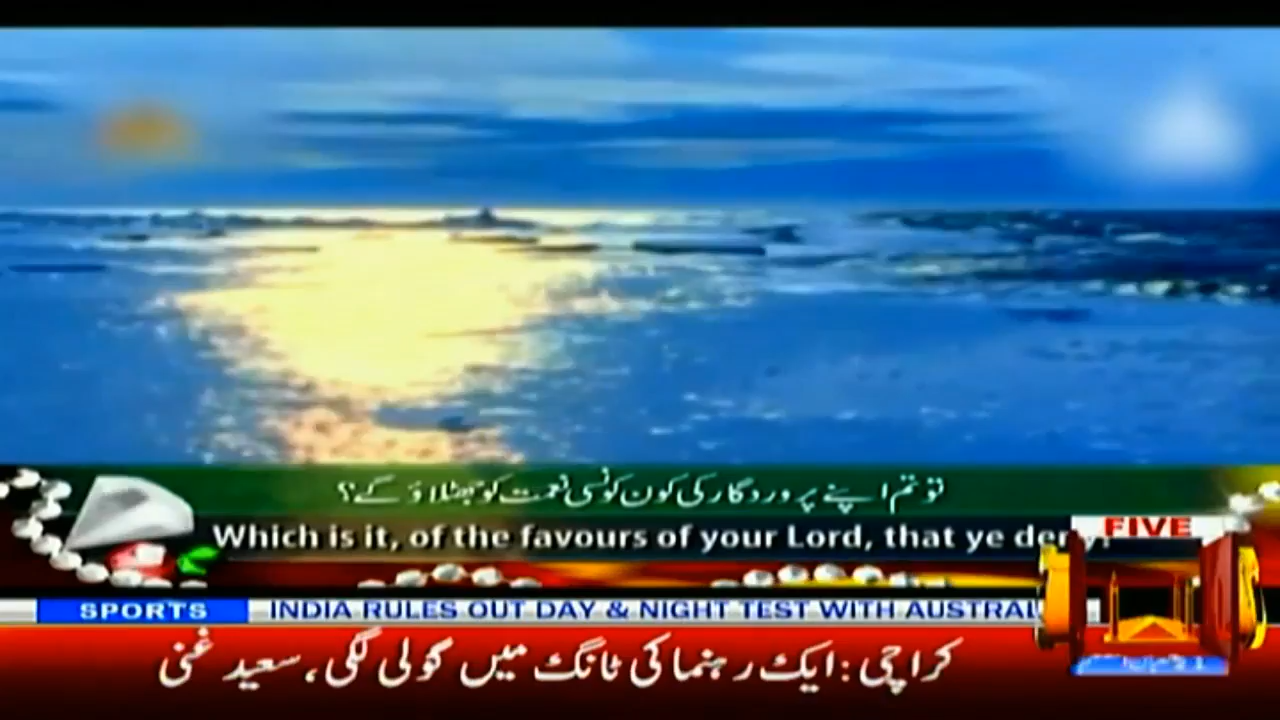 تو تم اپنے پروردگار کی کون کونسی نعمت کو جھٹلاؤ گے؟
Which is it, of the favours of your Lord, that ye deny!
FIVE
SPORTS
INDIA RULES OUT DAY & NIGHT TEST WITH AUSTRAL
کراچی: ایک رہنما کی ٹانگ میں گولی لگی، سعید غنی